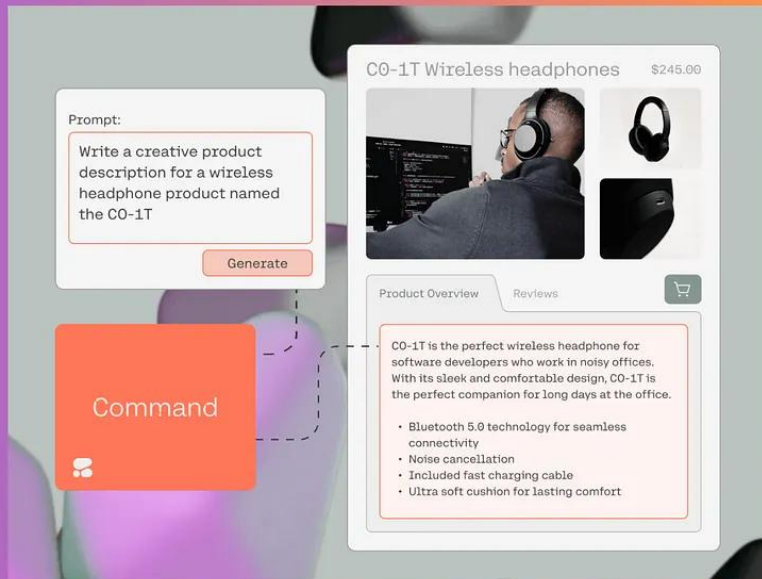 Prompt:
Write a creative product
description for a wireless
headphone product named
the CO-1T
Generate
Command
C0-1T Wireless headphones
$245.00
Product Overview
Reviews
CO-1T is the perfect wireless headphone for
software developers who work in noisy offices.
With its sleek and comfortable design, CO-1T is
the perfect companion for long days at the office.
• Bluetooth 5.0 technology for seamless
connectivity
• Noise cancellation
• Included fast charging cable
• Ultra soft cushion for lasting comfort